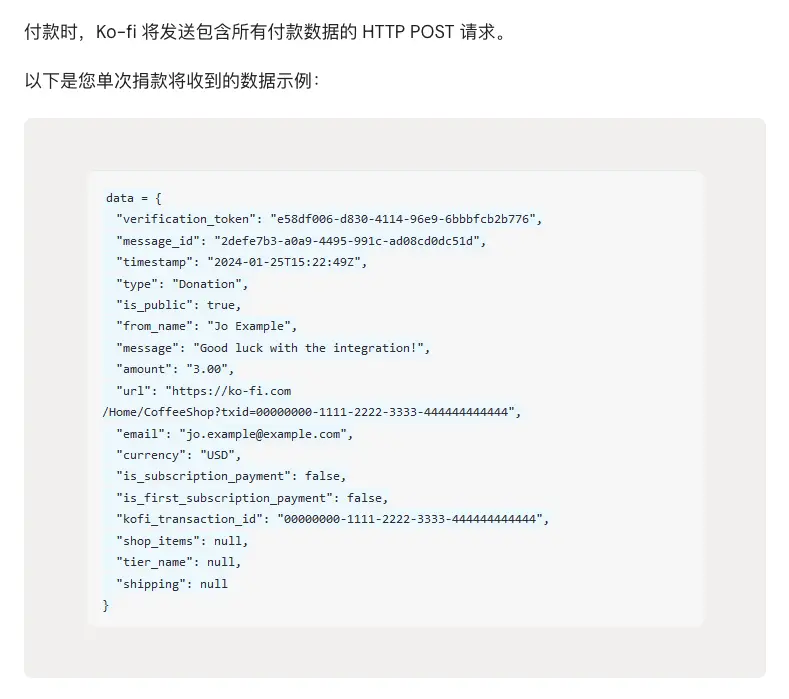 付款时，Ko-fi 将发送包含所有付款数据的 HTTP POST 请求。
以下是您单次捐款将收到的数据示例：
data = {
"verification_token": "e58df006-d830-4114-96e9-6bbbfcb2b776",
"message_id": "2defe7b3-a0a9-4495-991c-ad08cd0dc51d",
"timestamp": "2024-01-25T15:22:49Z",
"type": "Donation",
"is_public": true,
"from_name": "Jo Example",
"message": "Good luck with the integration!",
"amount": "3.00",
"url": "https://ko-fi.com
/Home/CoffeeShop?txid=00000000-1111-2222-3333-444444444444",
"email": "jo.example@example.com",
"currency": "USD",
"is_subscription_payment": false,
"is_first_subscription_payment": false,
"kofi_transaction_id": "00000000-1111-2222-3333-444444444444",
"shop_items": null,
"tier_name": null,
"shipping": null
}